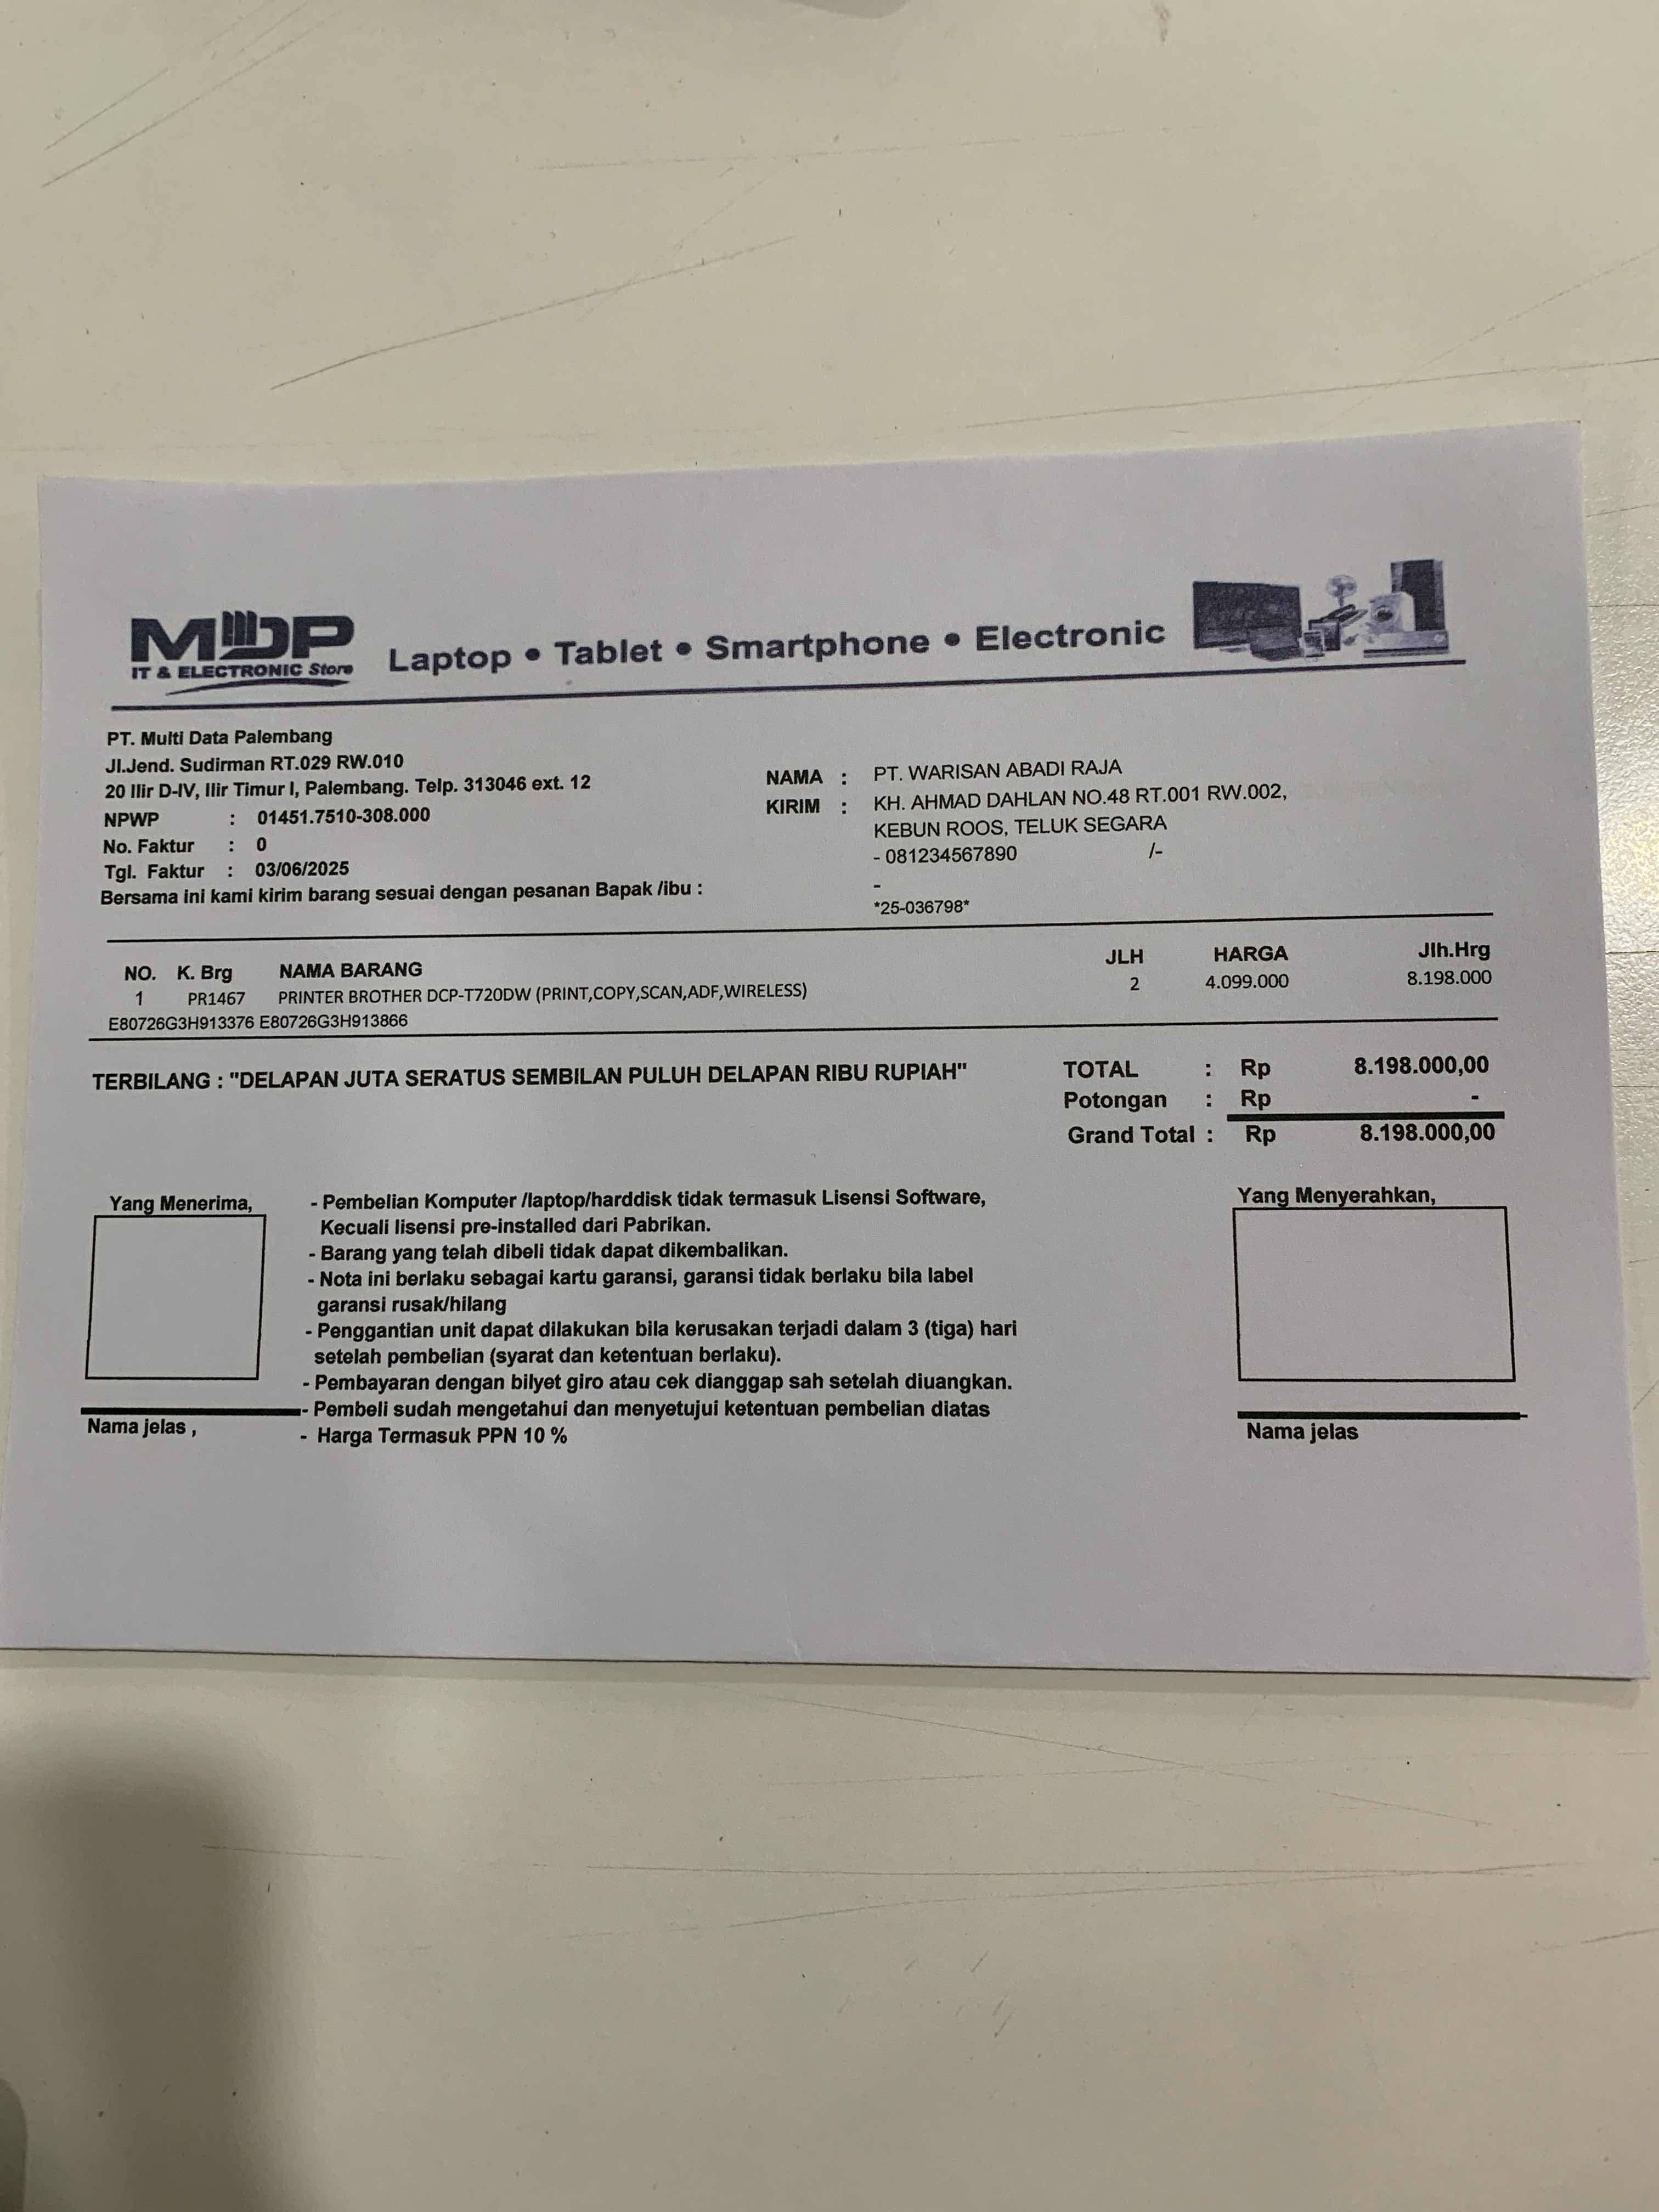 MDP
IT & ELECTRONIC Store
Laptop • Tablet • Smartphone • Electronic
PT. Multi Data Palembang
Jl.Jend. Sudirman RT.029 RW.010
20 Ilir D-IV, Ilir Timur I, Palembang. Telp. 313046 ext. 12
NPWP : 01451.7510-308.000
No. Faktur : 0
Tgl. Faktur : 03/06/2025
Bersama ini kami kirim barang sesuai dengan pesanan Bapak /ibu :
NAMA : PT. WARISAN ABADI RAJA
KIRIM : KH. AHMAD DAHLAN NO.48 RT.001 RW.002,
KEBUN ROOS, TELUK SEGARA
- 081234567890 /-
-
*25-036798*
NO. K. Brg NAMA BARANG JLH HARGA Jlh.Hrg
1 PR1467 PRINTER BROTHER DCP-T720DW (PRINT,COPY,SCAN,ADF,WIRELESS) 2 4.099.000 8.198.000
E80726G3H913376 E80726G3H913866
TERBILANG : "DELAPAN JUTA SERATUS SEMBILAN PULUH DELAPAN RIBU RUPIAH"
TOTAL : Rp 8.198.000,00
Potongan : Rp -
Grand Total : Rp 8.198.000,00
Yang Menerima,
- Pembelian Komputer /laptop/harddisk tidak termasuk Lisensi Software,
Kecuali lisensi pre-installed dari Pabrikan.
- Barang yang telah dibeli tidak dapat dikembalikan.
- Nota ini berlaku sebagai kartu garansi, garansi tidak berlaku bila label
garansi rusak/hilang
- Penggantian unit dapat dilakukan bila kerusakan terjadi dalam 3 (tiga) hari
setelah pembelian (syarat dan ketentuan berlaku).
- Pembayaran dengan bilyet giro atau cek dianggap sah setelah diuangkan.
- Pembeli sudah mengetahui dan menyetujui ketentuan pembelian diatas
- Harga Termasuk PPN 10 %
Nama jelas ,
Yang Menyerahkan,
Nama jelas